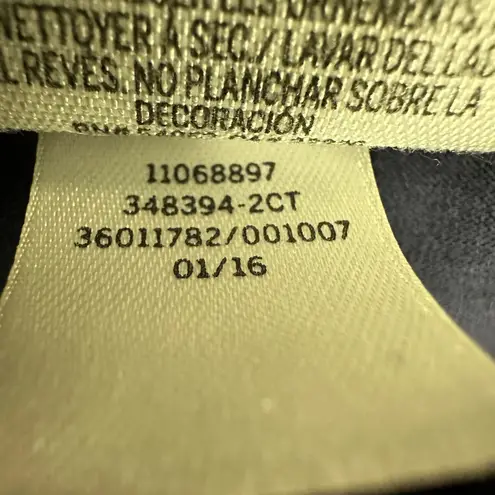 NETTOYER À SEC./ LAVAR DEL LAD
L REVES. NO PLANCHAR SOBRE LA
DECORACIÓN
11068897
348394-2CT
36011782/001007
01/16